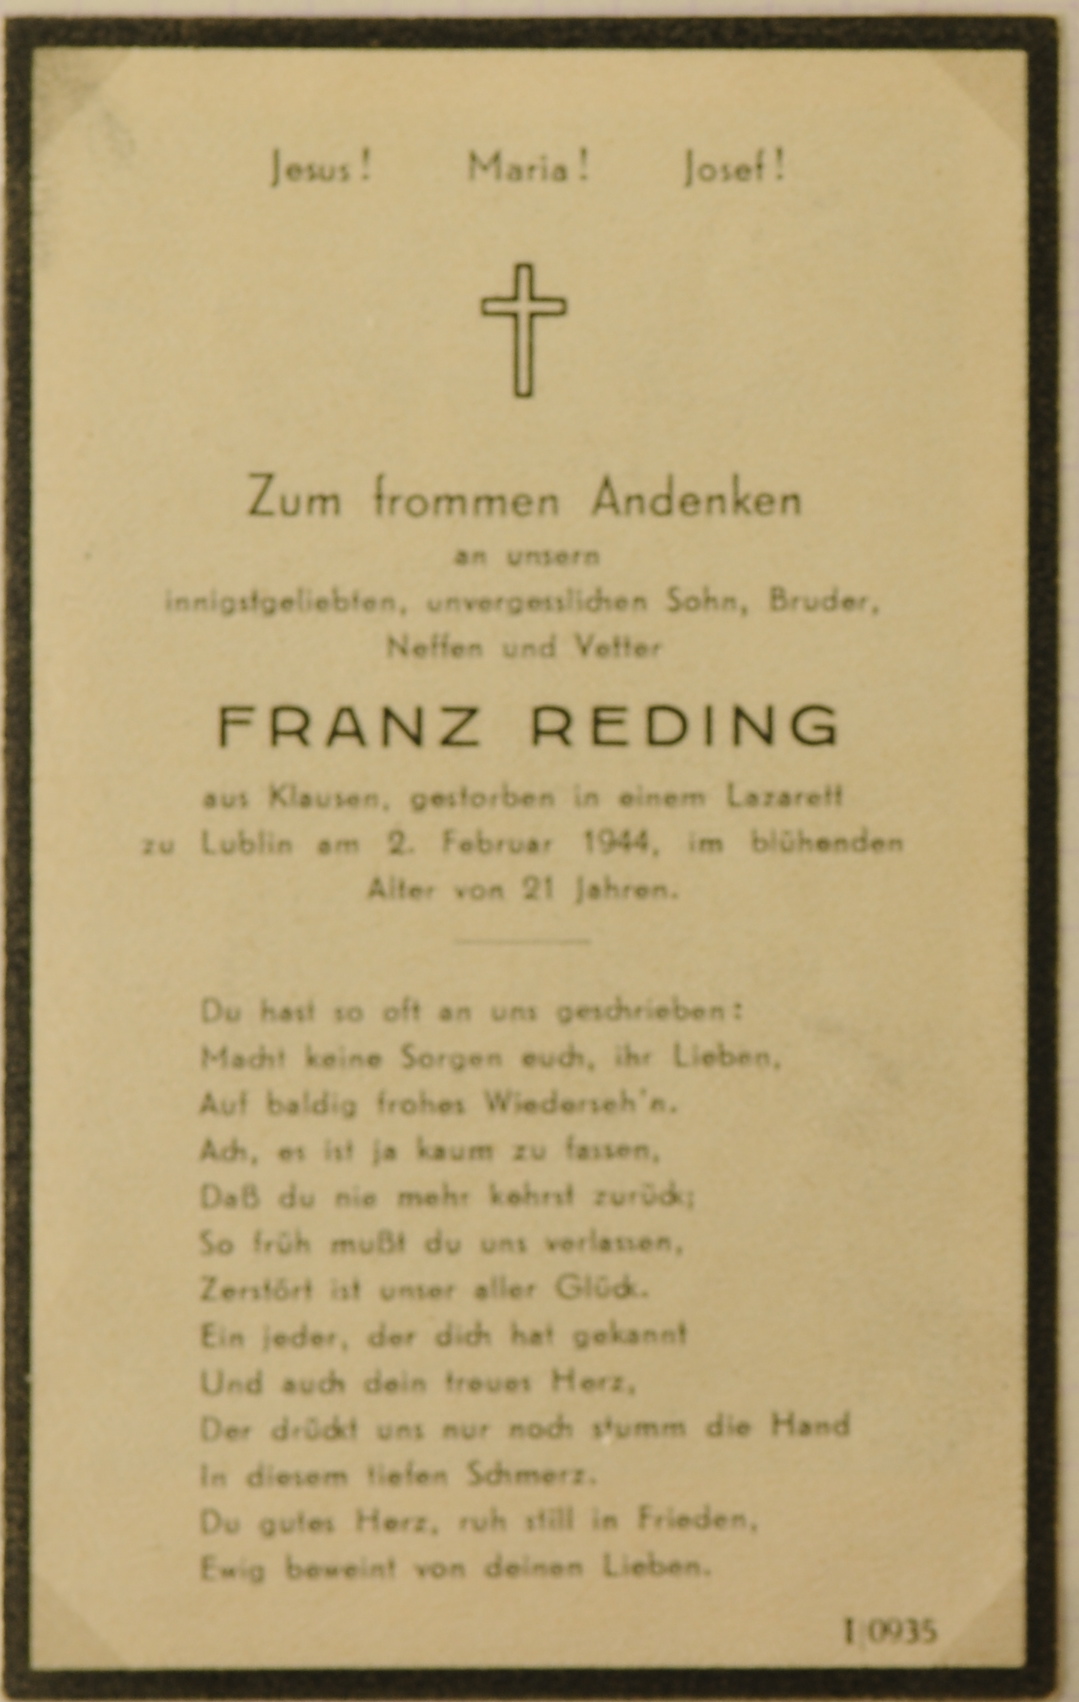 Jesus! Maria! Josef!
Zum frommen Andenken
an unsern
innigstgeliebten, unvergesslichen Sohn, Bruder,
Neffen und Vetter
FRANZ REDING
aus Klausen, gestorben in einem Lazarett
zu Lublin am 2. Februar 1944, im blühenden
Alter von 21 Jahren.
Du hast so oft an uns geschrieben:
Macht keine Sorgen euch, ihr Lieben,
Auf baldig frohes Wiederseh'n.
Ach, es ist ja kaum zu fassen,
Daß du nie mehr kehrst zurück;
So früh mußt du uns verlassen,
Zerstört ist unser aller Glück.
Ein jeder, der dich hat gekannt
Und auch dein treues Herz,
Der drückt uns nur noch stumm die Hand
In diesem tiefen Schmerz.
Du gutes Herz, ruh still in Frieden,
Ewig beweint von deinen Lieben.
I|0935